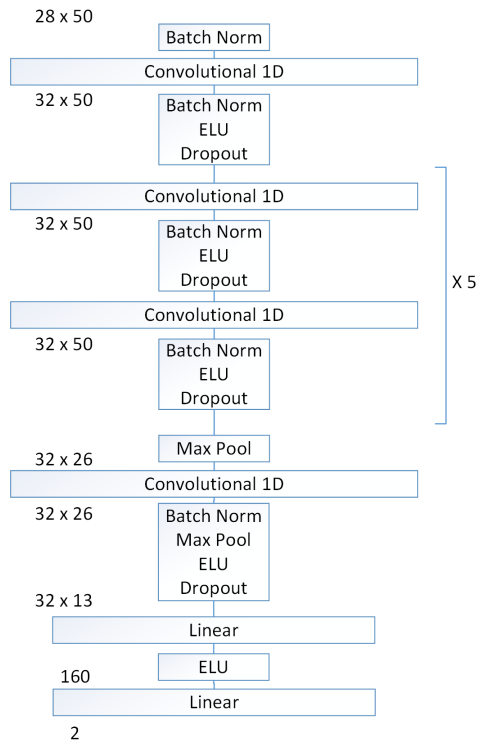 28 x 50
Batch Norm
Convolutional 1D
32 x 50
Batch Norm
ELU
Dropout
Convolutional 1D
32 x 50
Batch Norm
ELU
Dropout
X 5
Convolutional 1D
32 x 50
Batch Norm
ELU
Dropout
Max Pool
32 x 26
Convolutional 1D
32 x 26
Batch Norm
Max Pool
ELU
Dropout
32 x 13
Linear
ELU
160
Linear
2